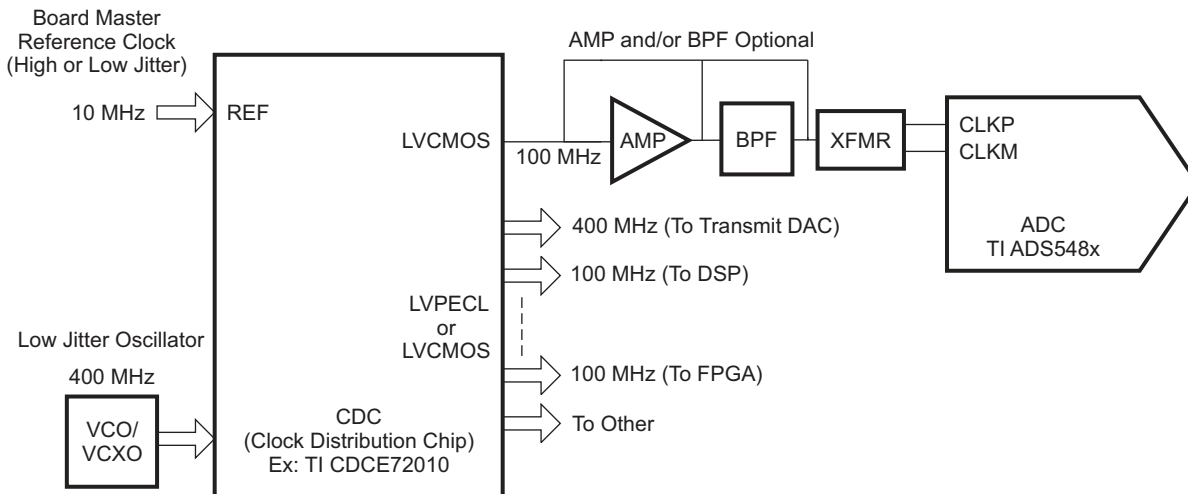 Board Master
Reference Clock
(High or Low Jitter)
10 MHz
REF
LVCMOS
100 MHz
AMP and/or BPF Optional
AMP
BPF
XFMR
CLKP
CLKM
ADC
TI ADS548x
400 MHz (To Transmit DAC)
100 MHz (To DSP)
LVPECL
or
LVCMOS
100 MHz (To FPGA)
To Other
Low Jitter Oscillator
400 MHz
VCO/
VCXO
CDC
(Clock Distribution Chip)
Ex: TI CDCE72010